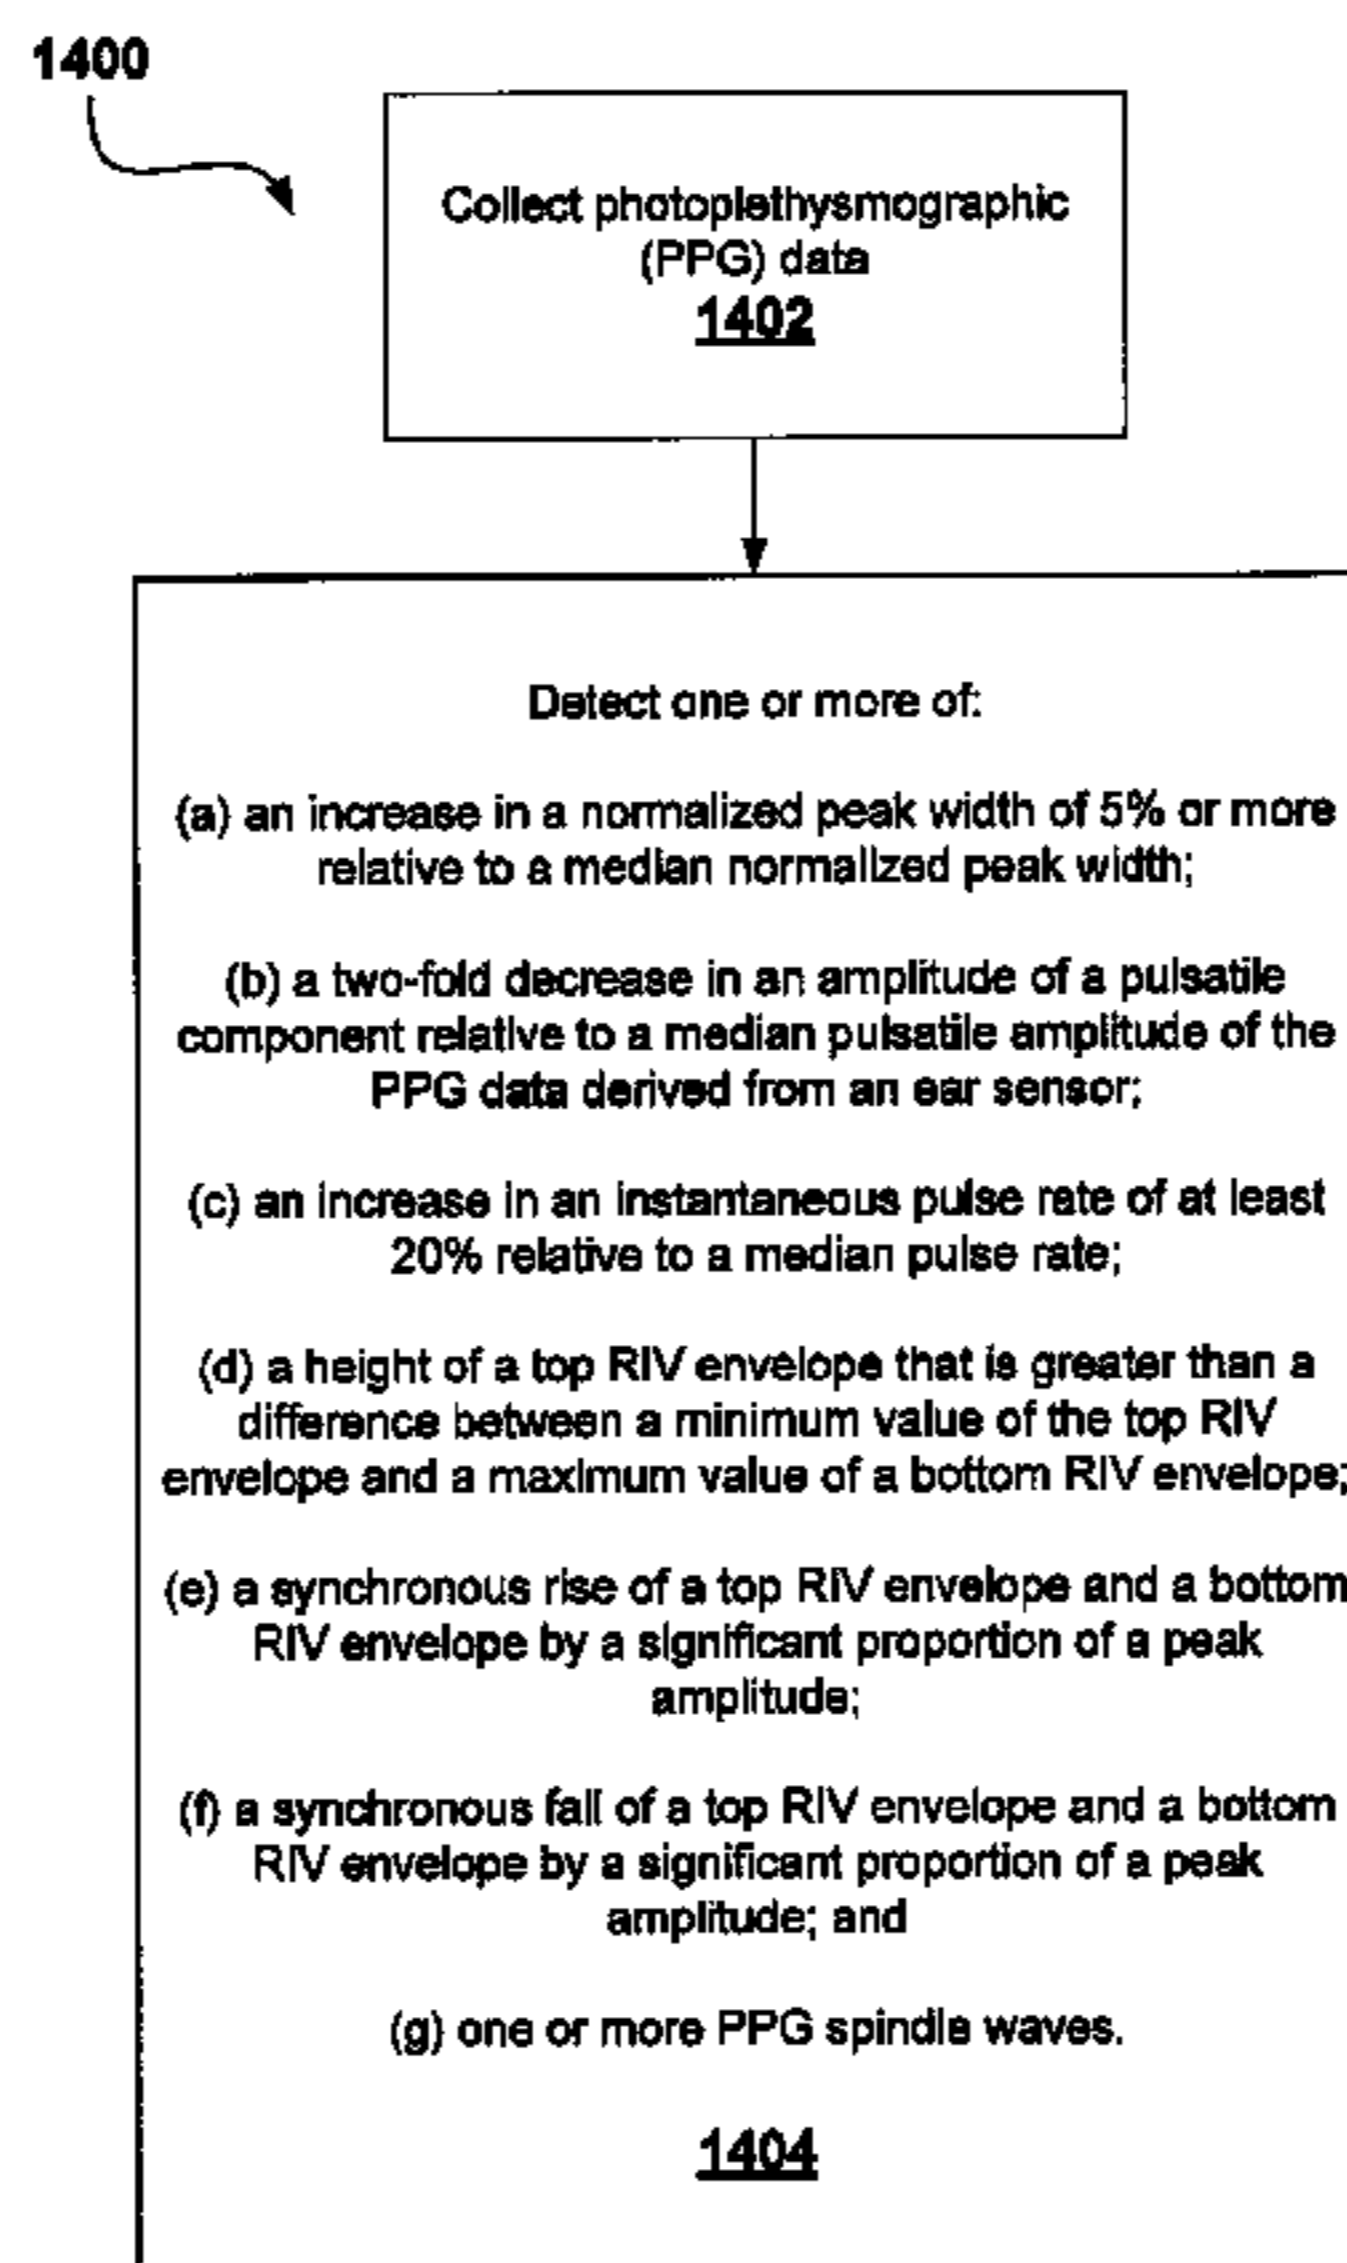 1400
Collect photoplethysmographic
(PPG) data
1402
Detect one or more of:
(a) an increase in a normalized peak width of 5% or more
relative to a median normalized peak width;
(b) a two-fold decrease in an amplitude of a pulsatile
component relative to a median pulsatile amplitude of the
PPG data derived from an ear sensor;
(c) an increase in an instantaneous pulse rate of at least
20% relative to a median pulse rate;
(d) a height of a top RIV envelope that is greater than a
difference between a minimum value of the top RIV
envelope and a maximum value of a bottom RIV envelope;
(e) a synchronous rise of a top RIV envelope and a bottom
RIV envelope by a significant proportion of a peak
amplitude;
(f) a synchronous fall of a top RIV envelope and a bottom
RIV envelope by a significant proportion of a peak
amplitude; and
(g) one or more PPG spindle waves.
1404